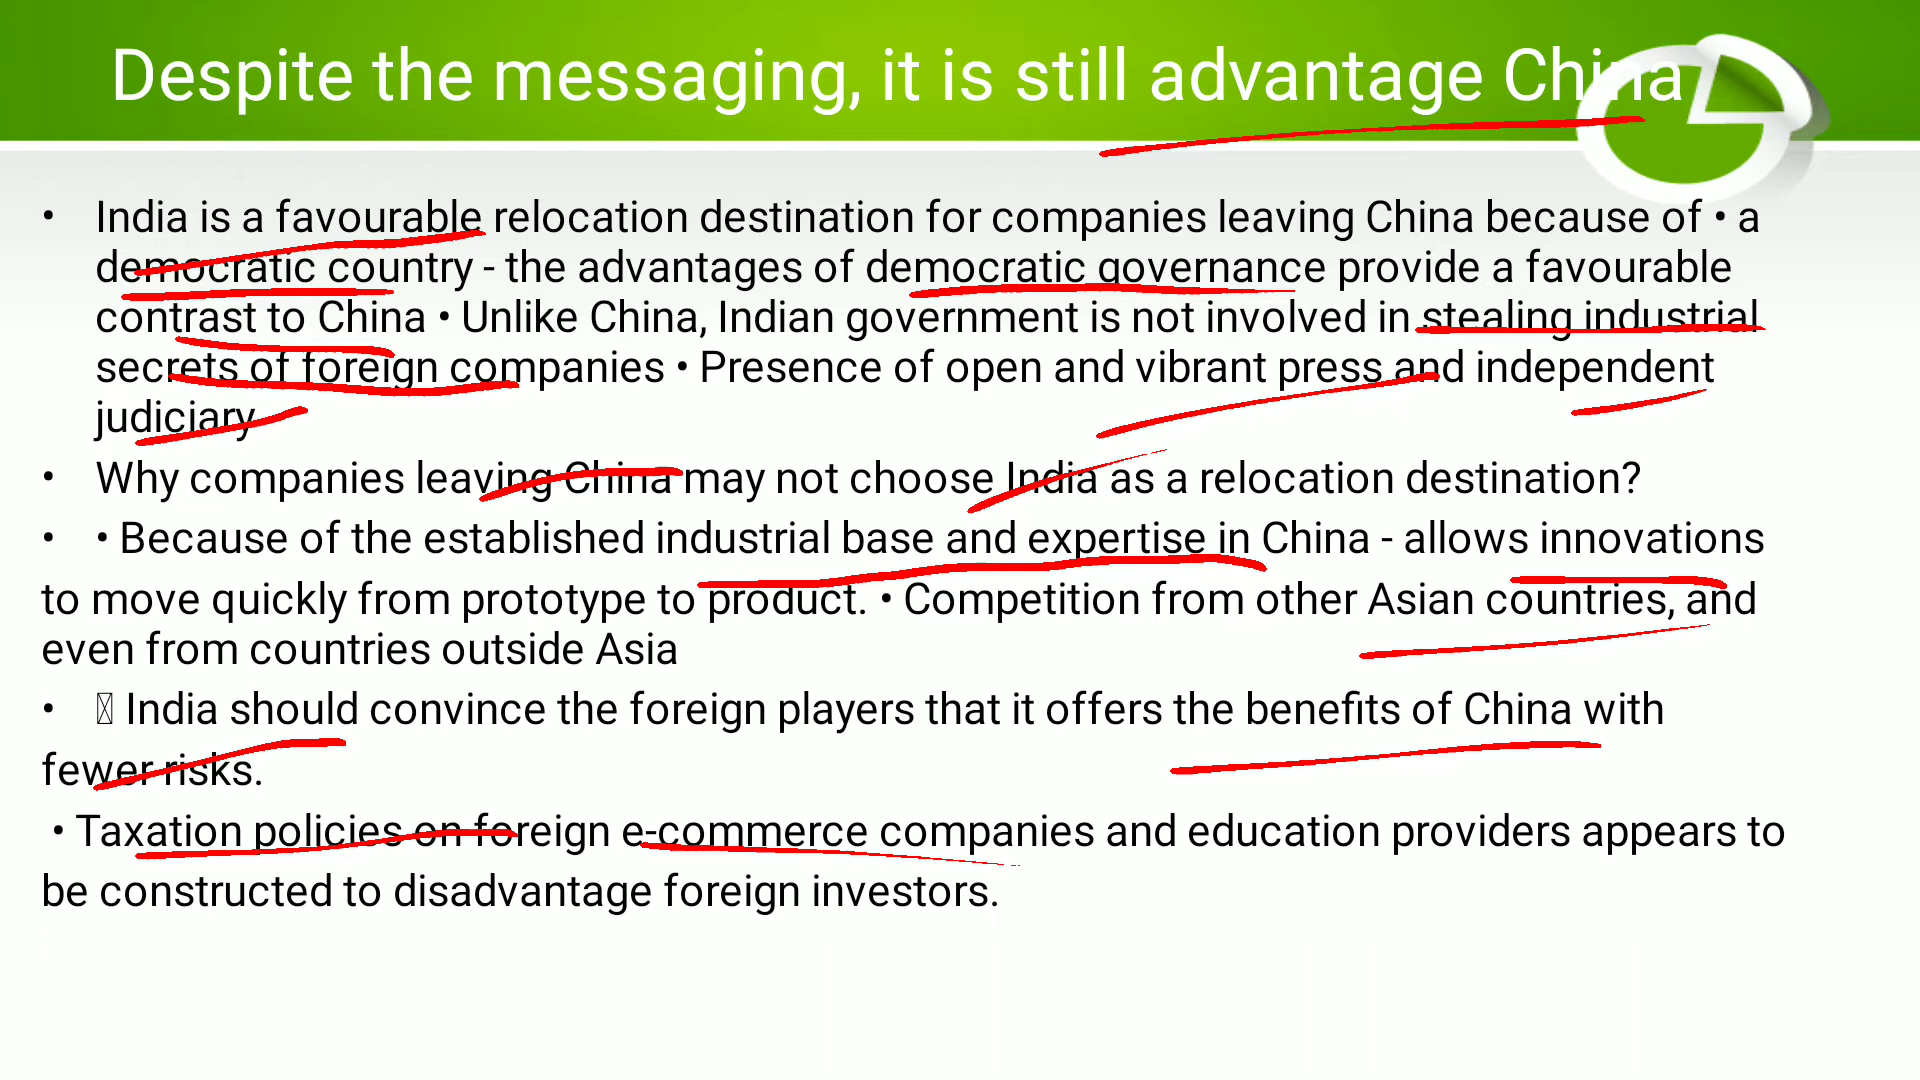 Despite the messaging, it is still advantage China
• India is a favourable relocation destination for companies leaving China because of • a
democratic country - the advantages of democratic governance provide a favourable
contrast to China • Unlike China, Indian government is not involved in stealing industrial
secrets of foreign companies • Presence of open and vibrant press and independent
judiciary
• Why companies leaving China may not choose India as a relocation destination?
• • Because of the established industrial base and expertise in China - allows innovations
to move quickly from prototype to product. • Competition from other Asian countries, and
even from countries outside Asia
• India should convince the foreign players that it offers the benefits of China with
fewer risks.
• Taxation policies on foreign e-commerce companies and education providers appears to
be constructed to disadvantage foreign investors.